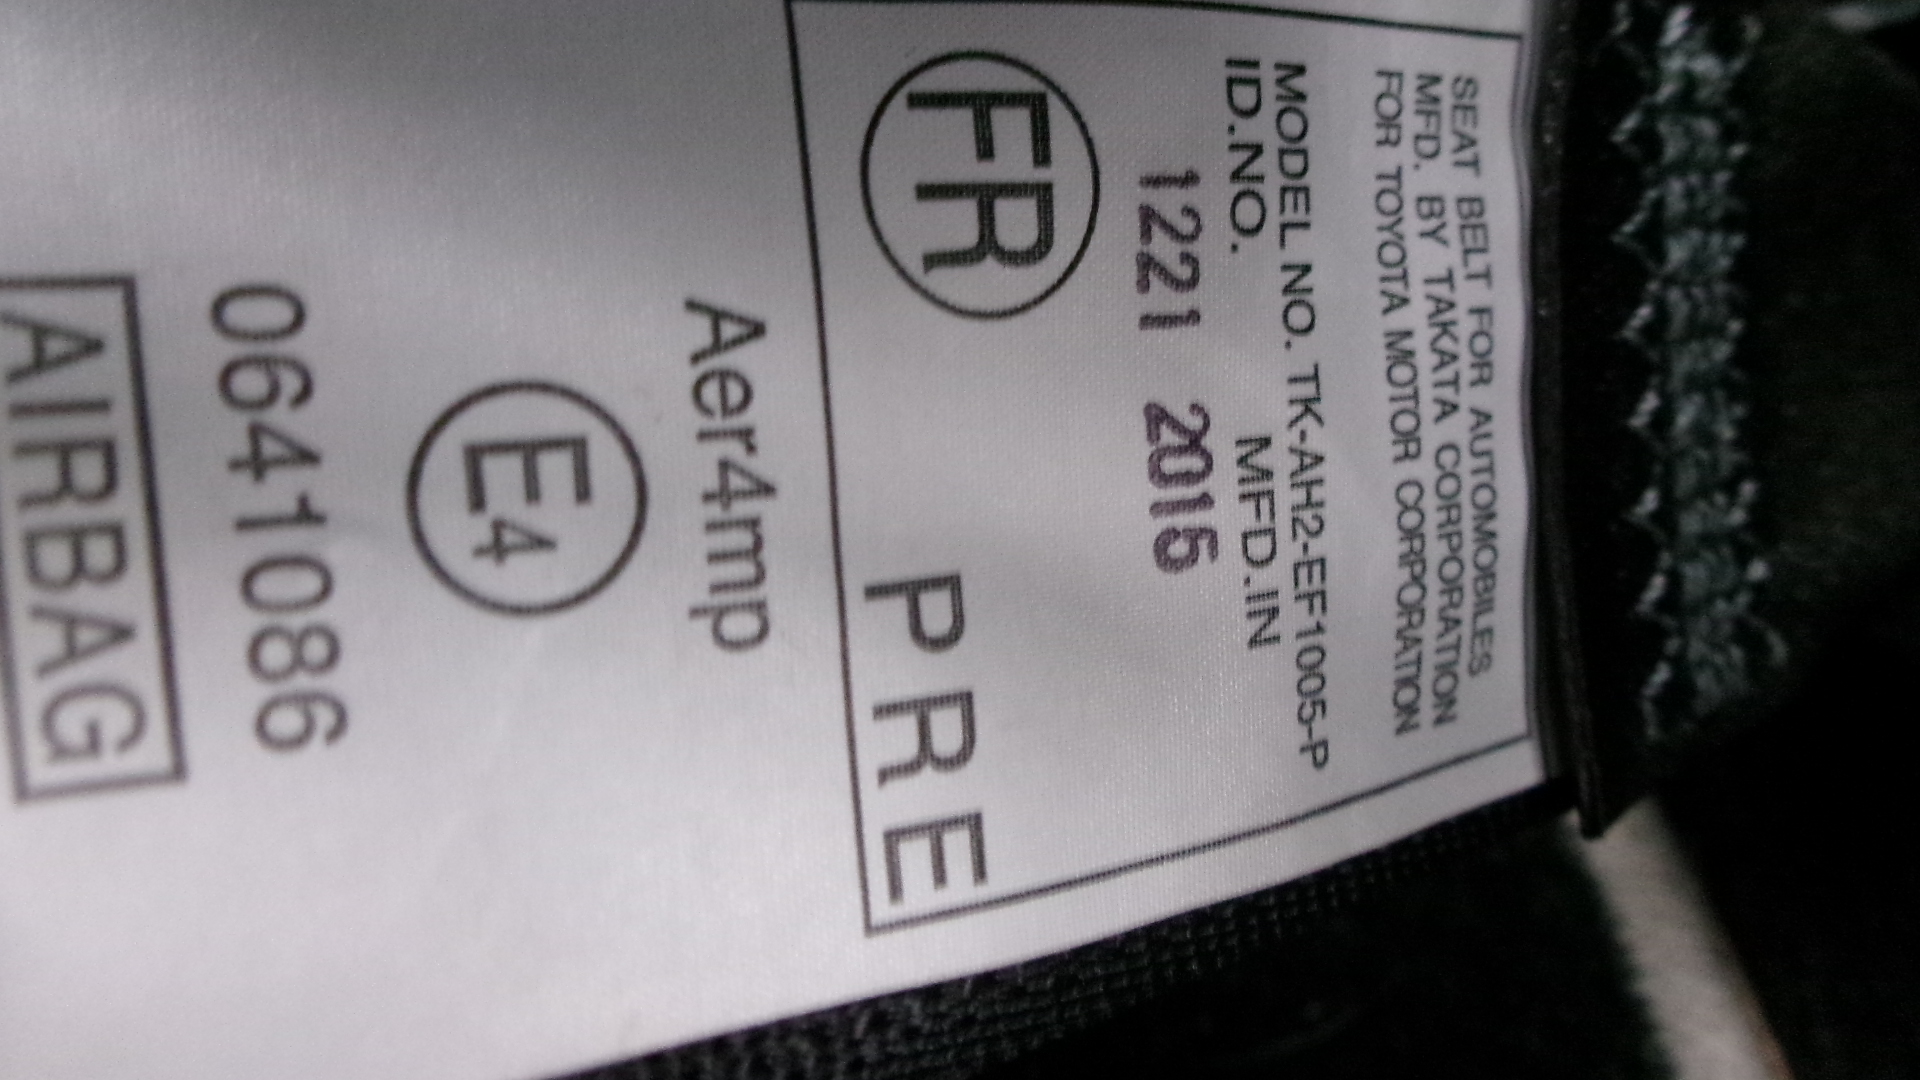 SEAT BELT FOR AUTOMOBILES
MFD. BY TAKATA CORPORATION
FOR TOYOTA MOTOR CORPORATION
MODEL NO. TK-AH2-EF1005-P
ID.NO. MFD.IN
1221 2015
FR PRE
Aer4mp
E4
0641086
AIRBAG